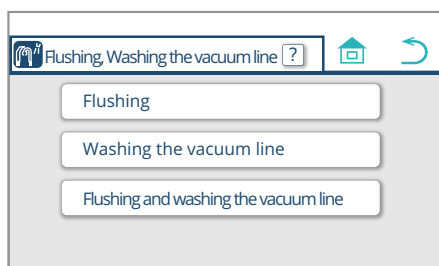 Flushing, Washing the vacuum line ?
Flushing
Washing the vacuum line
Flushing and washing the vacuum line